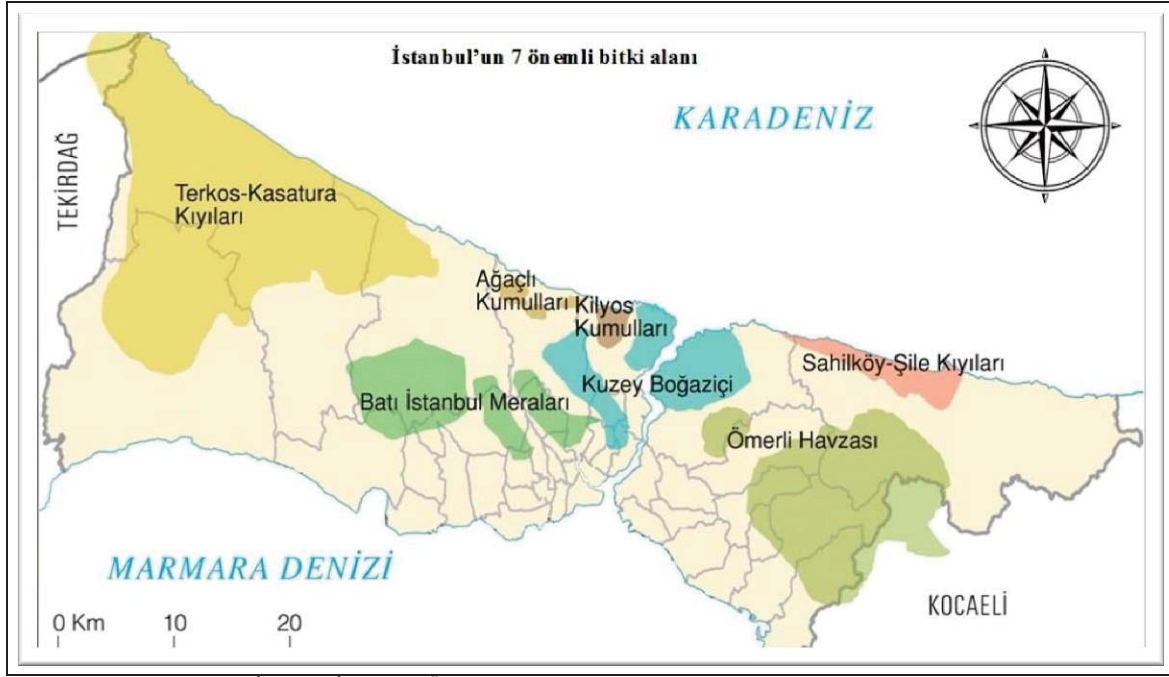 İstanbul'un 7 önemli bitki alanı
KARADENİZ
TEKİRDAĞ
Terkos-Kasatura
Kıyıları
Ağaçlı
Kumulları
Kilyos
Kumulları
Sahilköy-Şile Kıyıları
Kuzey Boğaziçi
Batı İstanbul Meraları
Ömerli Havzası
MARMARA DENİZİ
KOCAELİ
0 Km 10 20